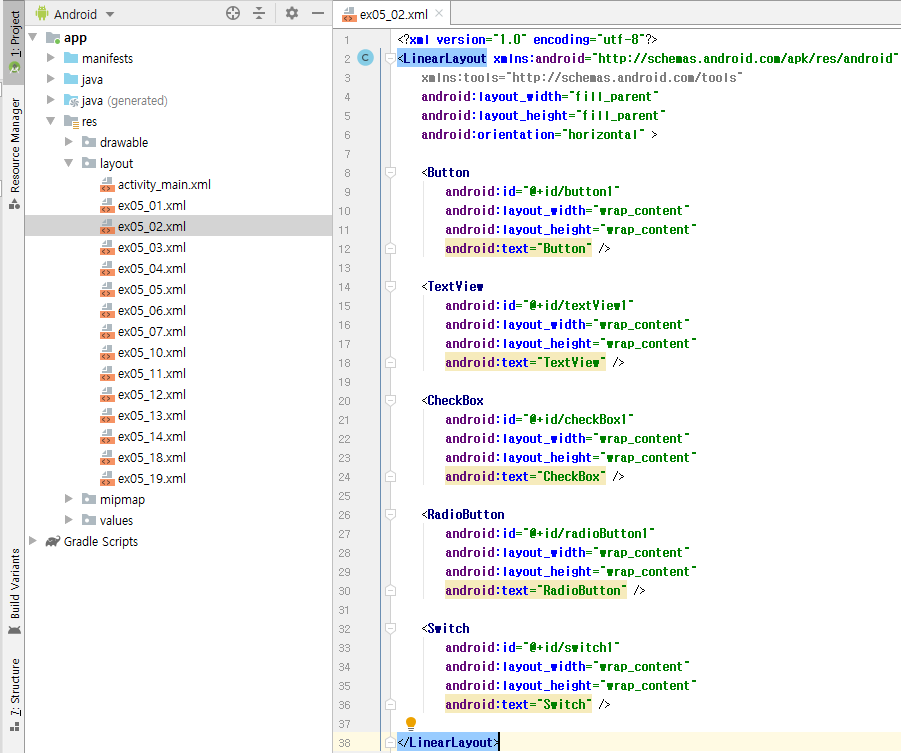 1: Project
Resource Manager
Build Variants
7: Structure
Android
app
manifests
java
java (generated)
res
drawable
layout
activity_main.xml
ex05_01.xml
ex05_02.xml
ex05_03.xml
ex05_04.xml
ex05_05.xml
ex05_06.xml
ex05_07.xml
ex05_10.xml
ex05_11.xml
ex05_12.xml
ex05_13.xml
ex05_14.xml
ex05_18.xml
ex05_19.xml
mipmap
values
Gradle Scripts
ex05_02.xml
1 <?xml version="1.0" encoding="utf-8"?>
2 C <LinearLayout xmlns:android="http://schemas.android.com/apk/res/android"
3 xmlns:tools="http://schemas.android.com/tools"
4 android:layout_width="fill_parent"
5 android:layout_height="fill_parent"
6 android:orientation="horizontal" >
7
8 <Button
9 android:id="@+id/button1"
10 android:layout_width="wrap_content"
11 android:layout_height="wrap_content"
12 android:text="Button" />
13
14 <TextView
15 android:id="@+id/textView1"
16 android:layout_width="wrap_content"
17 android:layout_height="wrap_content"
18 android:text="TextView" />
19
20 <CheckBox
21 android:id="@+id/checkBox1"
22 android:layout_width="wrap_content"
23 android:layout_height="wrap_content"
24 android:text="CheckBox" />
25
26 <RadioButton
27 android:id="@+id/radioButton1"
28 android:layout_width="wrap_content"
29 android:layout_height="wrap_content"
30 android:text="RadioButton" />
31
32 <Switch
33 android:id="@+id/switch1"
34 android:layout_width="wrap_content"
35 android:layout_height="wrap_content"
36 android:text="Switch" />
37
38 </LinearLayout>